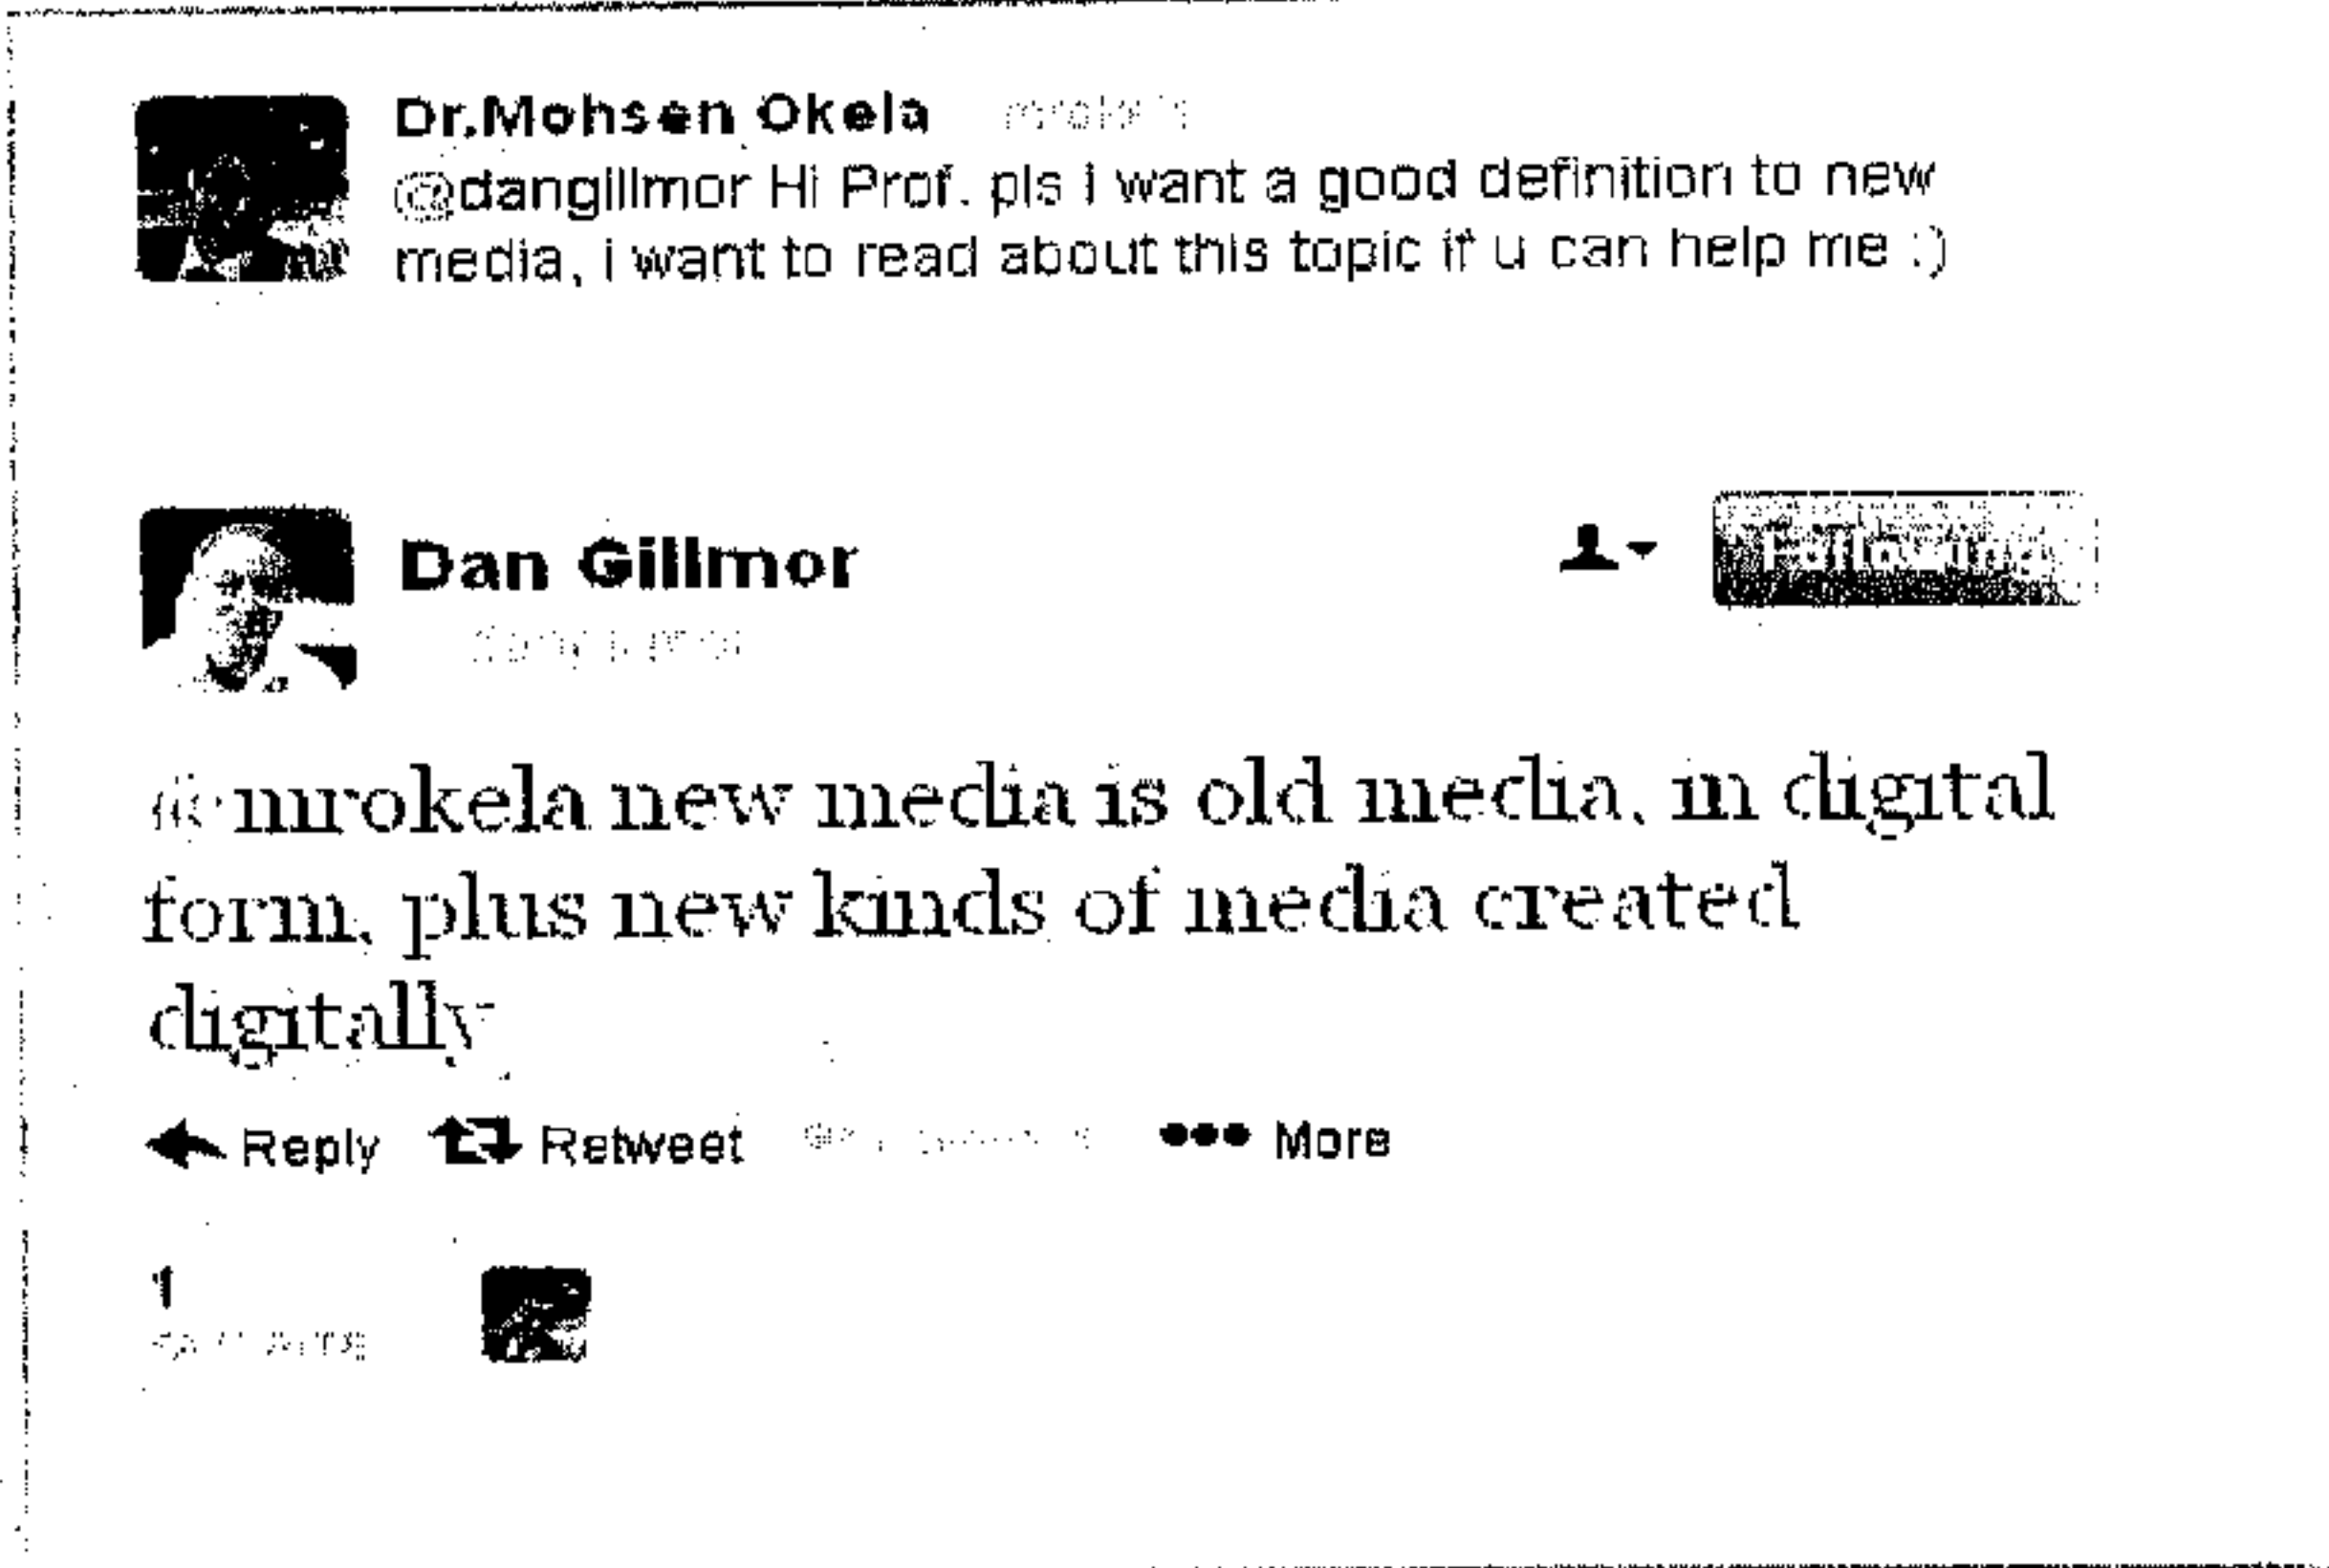 Dr.Mohsen Okela
@dangillmor Hi Prof. pls i want a good definition to new
media, i want to read about this topic if u can help me :)
Dan Gillmor
Following
@mrokela new media is old media, in digital
form, plus new kinds of media created
digitally
Reply Retweet More
1